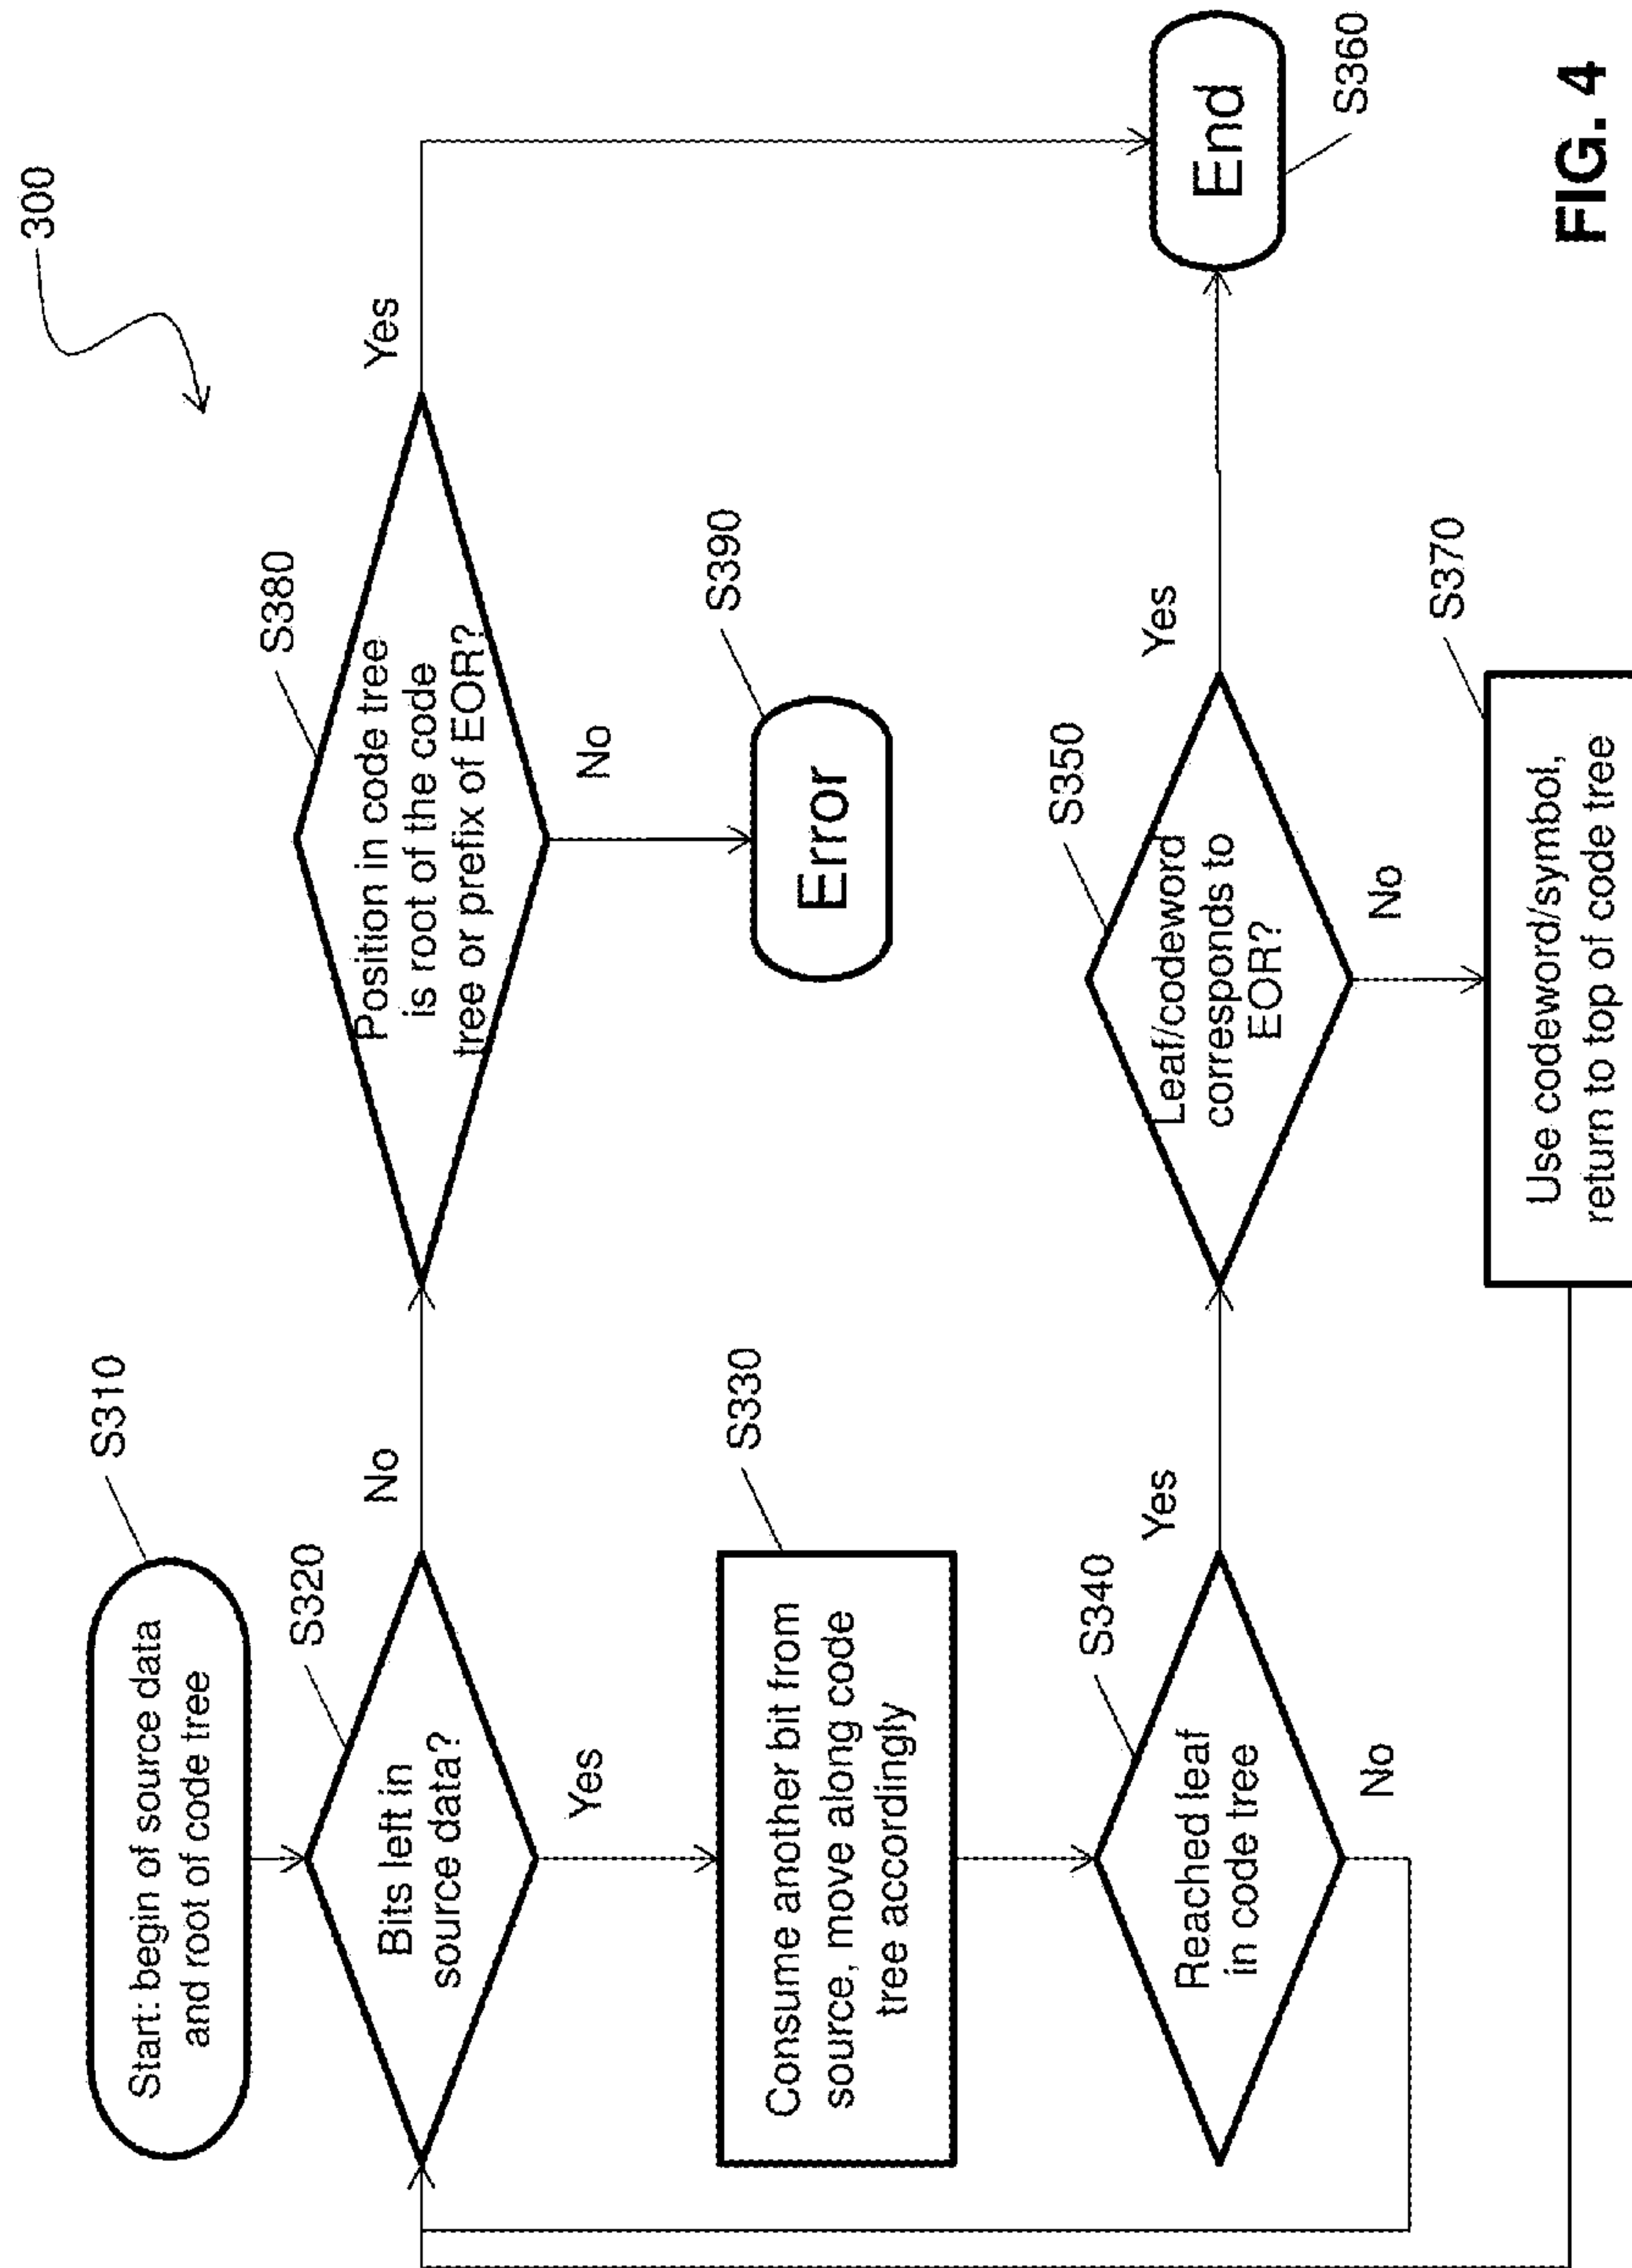 300
S310
Start: begin of source data
and root of code tree
S320
Bits left in
source data?
No
S380
Position in code tree
is root of the code
tree or prefix of EOR?
Yes
Yes
S330
Consume another bit from
source, move along code
tree accordingly
No
S390
Error
S340
Reached leaf
in code tree
Yes
S350
Leaf/codeword
corresponds to
EOR?
Yes
End
S360
No
No
S370
Use codeword/symbol,
return to top of code tree
FIG. 4